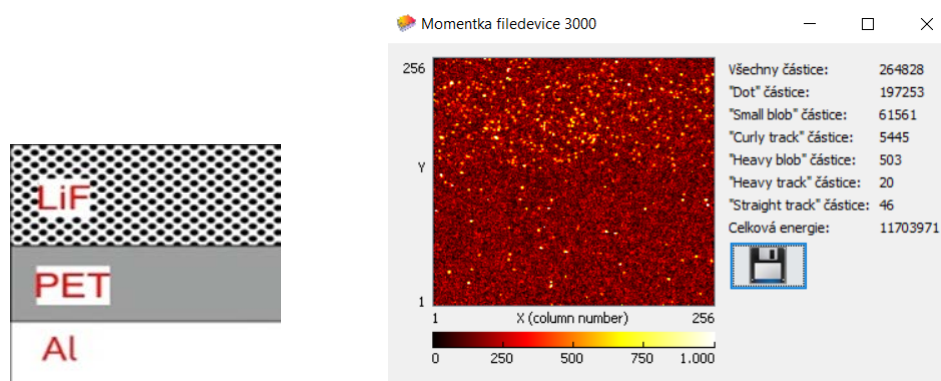 LiF
PET
Al
Momentka filedevice 3000
256
Y
1
1 X (column number) 256
0 250 500 750 1.000
Všechny částice: 264828
"Dot" částice: 197253
"Small blob" částice: 61561
"Curly track" částice: 5445
"Heavy blob" částice: 503
"Heavy track" částice: 20
"Straight track" částice: 46
Celková energie: 11703971